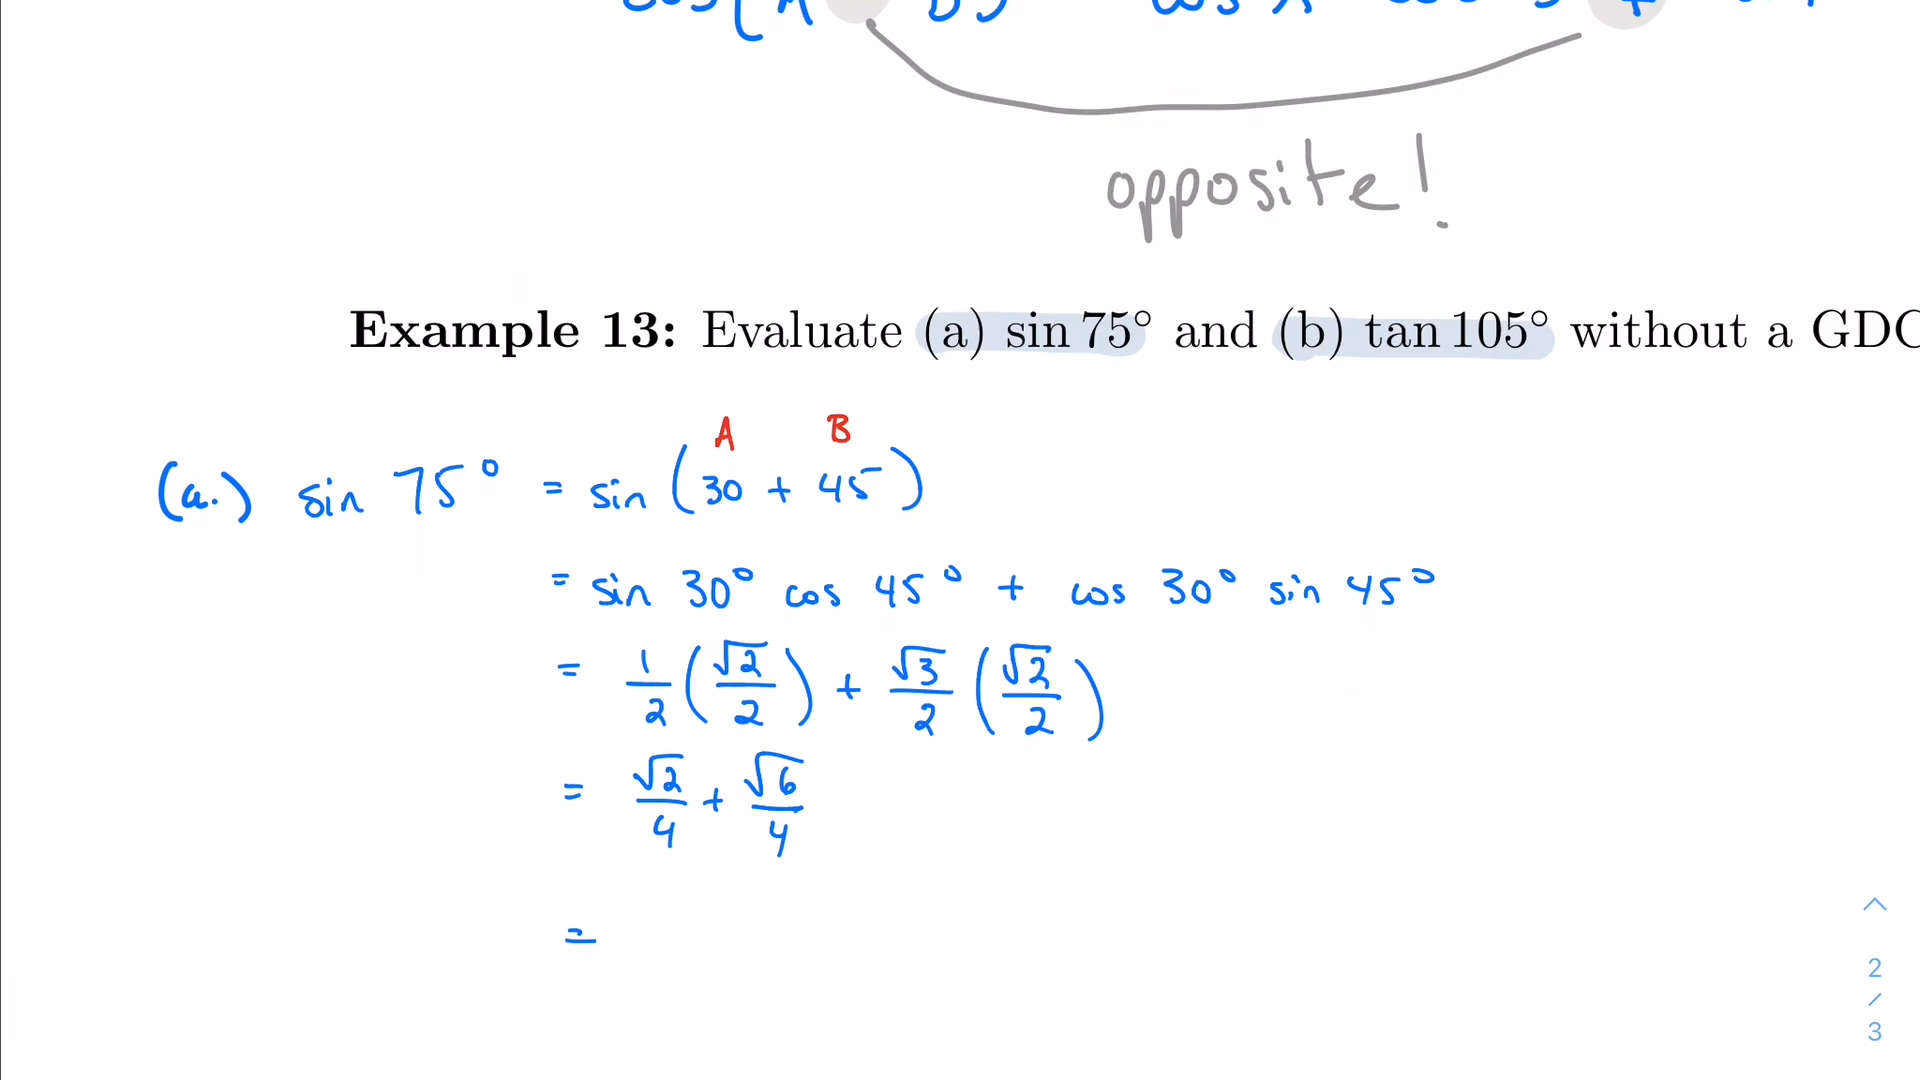 opposite!
Example 13: Evaluate (a) sin 75° and (b) tan 105° without a GDC
A B
(a.) sin 75° = sin (30 + 45)
= sin 30° cos 45° + cos 30° sin 45°
= 1/2 (√2/2) + √3/2 (√2/2)
= √2/4 + √6/4
=
2
/
3